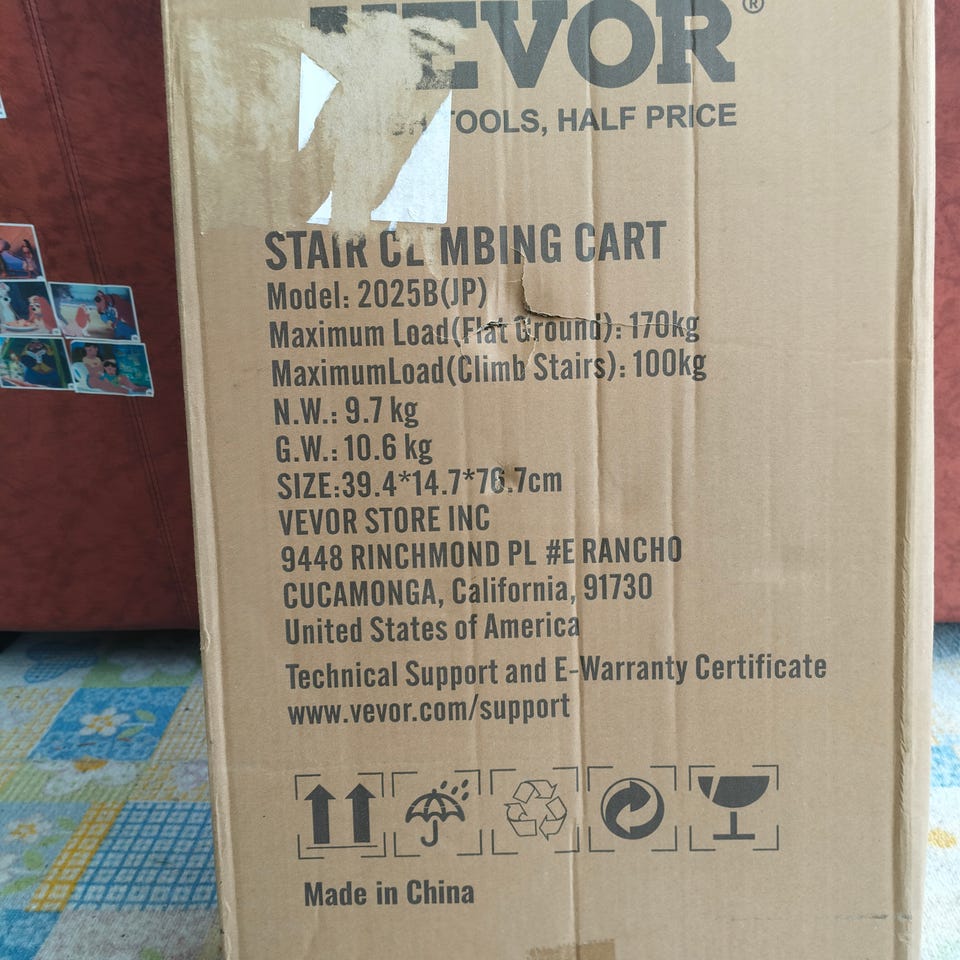 VEVOR®
TOOLS, HALF PRICE
STAIR CLIMBING CART
Model: 2025B(JP)
Maximum Load(Flat Ground): 170kg
MaximumLoad(Climb Stairs): 100kg
N.W.: 9.7 kg
G.W.: 10.6 kg
SIZE:39.4*14.7*76.7cm
VEVOR STORE INC
9448 RINCHMOND PL #E RANCHO
CUCAMONGA, California, 91730
United States of America
Technical Support and E-Warranty Certificate
www.vevor.com/support
Made in China